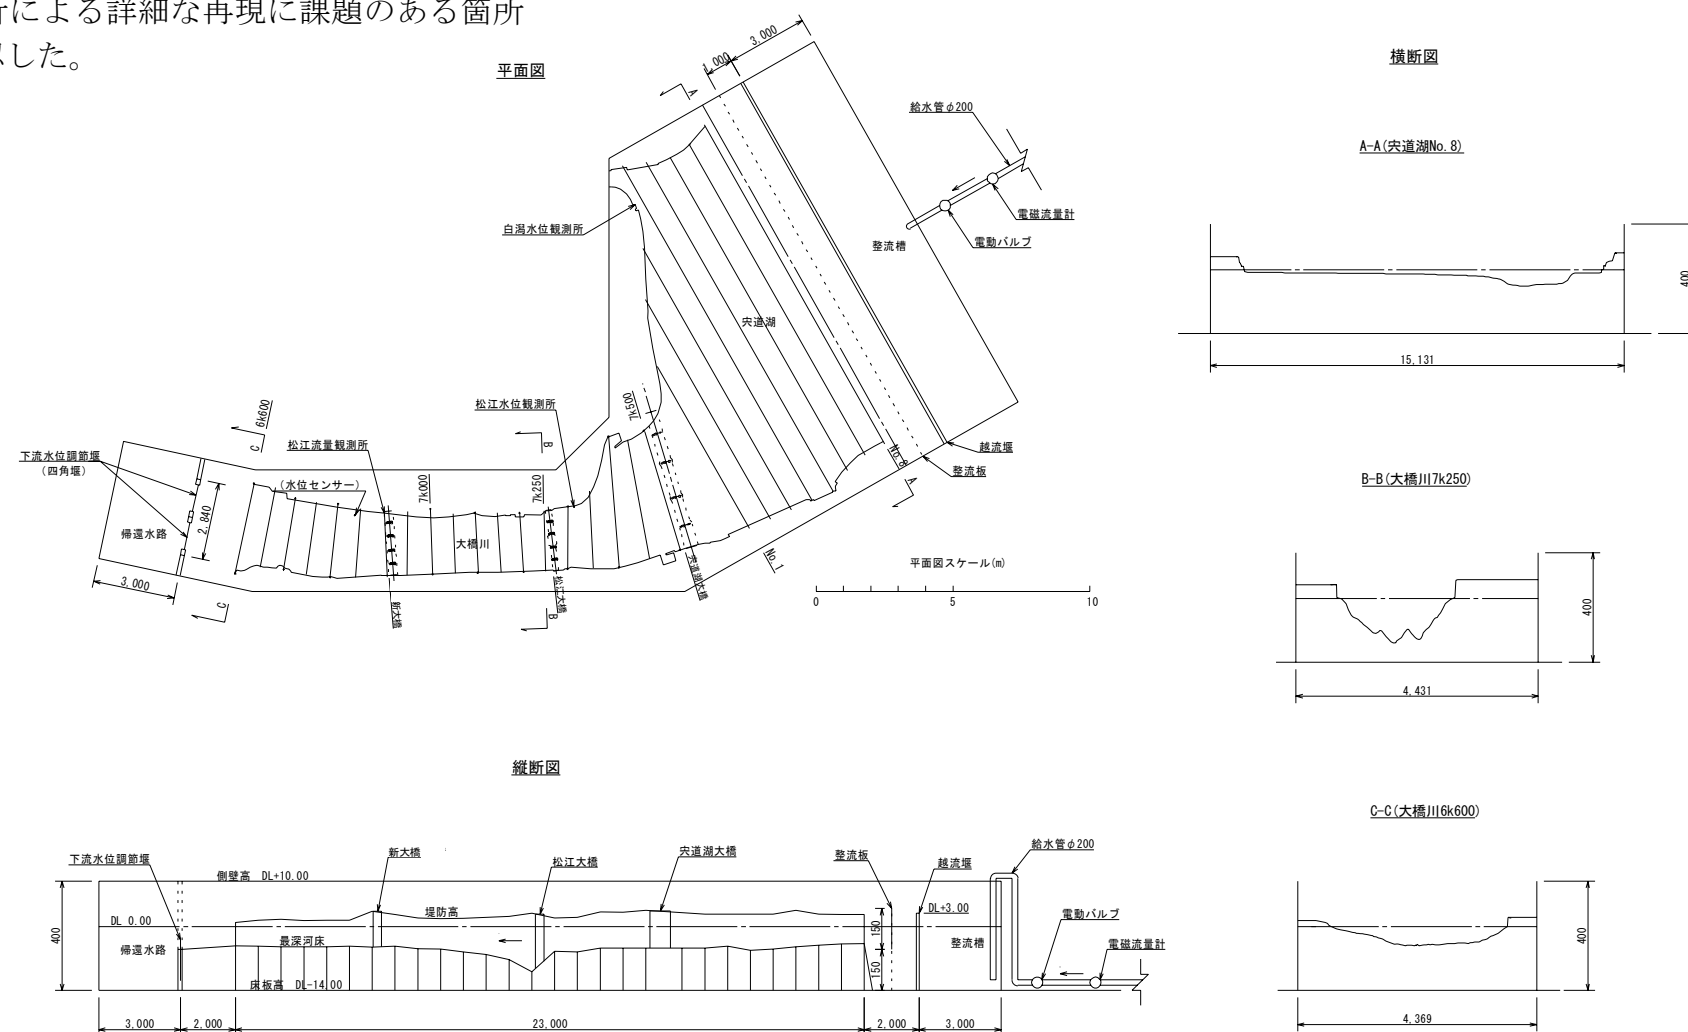 による詳細な再現に課題のある箇所
した。
平面図
横断図
1,000
3,000
A
給水管φ200
A-A(宍道湖No.8)
電磁流量計
電動バルブ
整流槽
白潟水位観測所
宍道湖
400
15,131
6k600
C
松江水位観測所
7k500
B
松江流量観測所
下流水位調節堰
(四角堰)
(水位センサー)
7k000
7k250
No.8
A
越流堰
整流板
B-B(大橋川7k250)
2,840
帰還水路
大橋川
3,000
C
新大橋
松江大橋
B
宍道湖大橋
No.1
平面図スケール(m)
0
5
10
400
4,431
縦断図
C-C(大橋川6k600)
下流水位調節堰
新大橋
松江大橋
宍道湖大橋
整流板
越流堰
給水管φ200
側壁高 DL+10.00
DL 0.00
堤防高
DL+3.00
電動バルブ
400
帰還水路
最深河床
150
整流槽
電磁流量計
150
床板高 DL-14.00
400
3,000
2,000
23,000
2,000
3,000
4,369